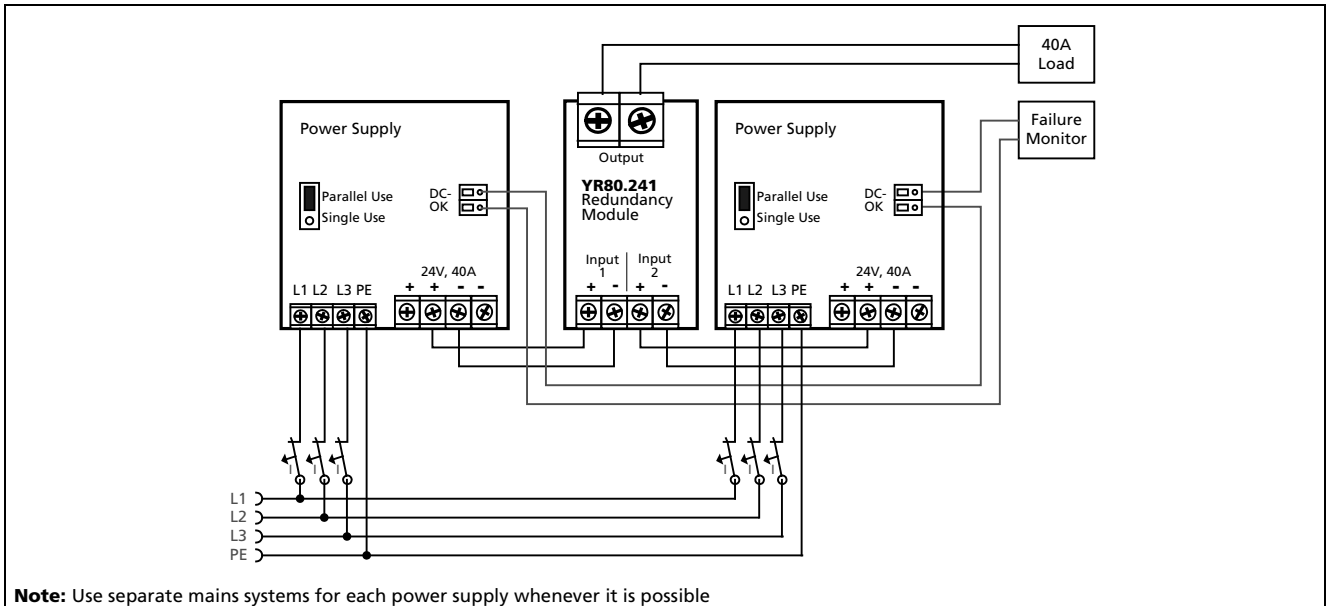 40A
Load
Failure
Monitor
Power Supply
Parallel Use
Single Use
DC-
OK
24V, 40A
+ + - -
L1 L2 L3 PE
Output
YR80.241
Redundancy
Module
Input
1
Input
2
+ - + -
Power Supply
Parallel Use
Single Use
DC-
OK
24V, 40A
+ + - -
L1 L2 L3 PE
I I I
I I I
L1
L2
L3
PE
Note: Use separate mains systems for each power supply whenever it is possible